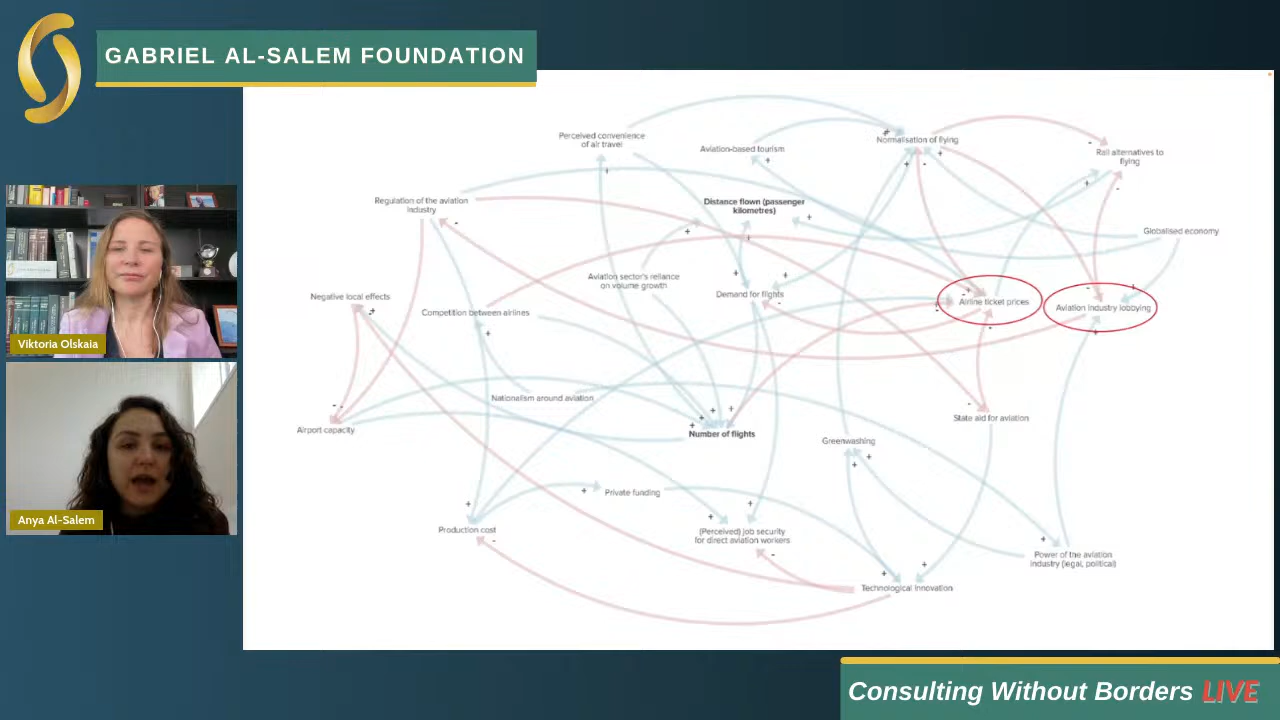 GABRIEL AL-SALEM FOUNDATION
Perceived convenience
of air travel
Aviation-based tourism
Normalisation of flying
Rail alternatives to
flying
Regulation of the aviation
industry
Distance flown (passenger
kilometres)
Globalised economy
Aviation sector's reliance
on volume growth
Demand for flights
Negative local effects
Competition between airlines
Airline ticket prices
Aviation industry lobbying
Viktoria Olskaia
Nationalism around aviation
State aid for aviation
Airport capacity
Number of flights
Greenwashing
Private funding
Anya Al-Salem
Production cost
(Perceived) job security
for direct aviation workers
Power of the aviation
industry (legal, political)
Technological innovation
Consulting Without Borders LIVE